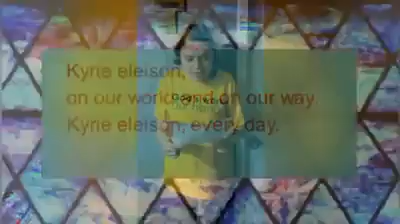 Kyrie eleison,
on our world and on our way
Kyrie eleison, every day.